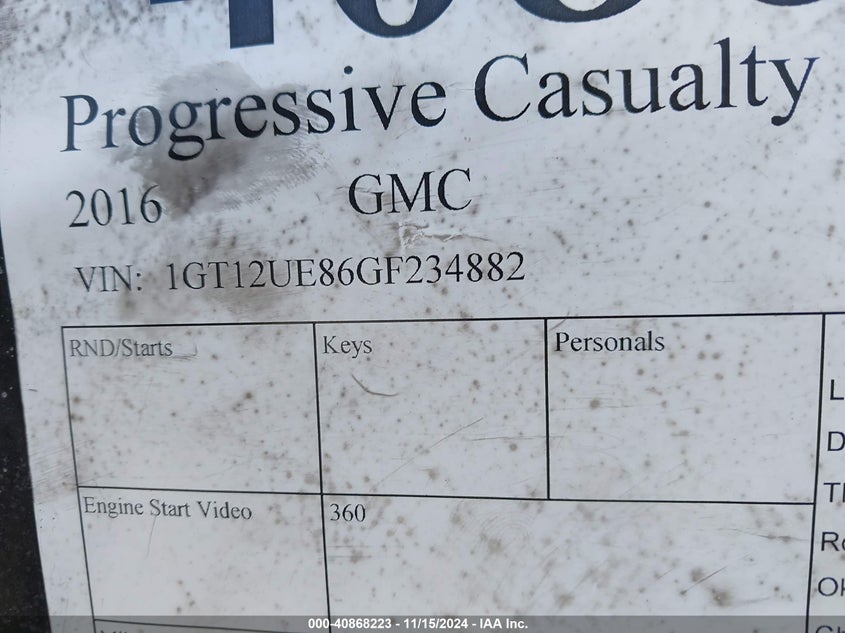 Progressive Casualty
2016 GMC
VIN: 1GT12UE86GF234882
RND/Starts Keys Personals
Engine Start Video 360
000-40868223 - 11/15/2024 - IAA Inc.